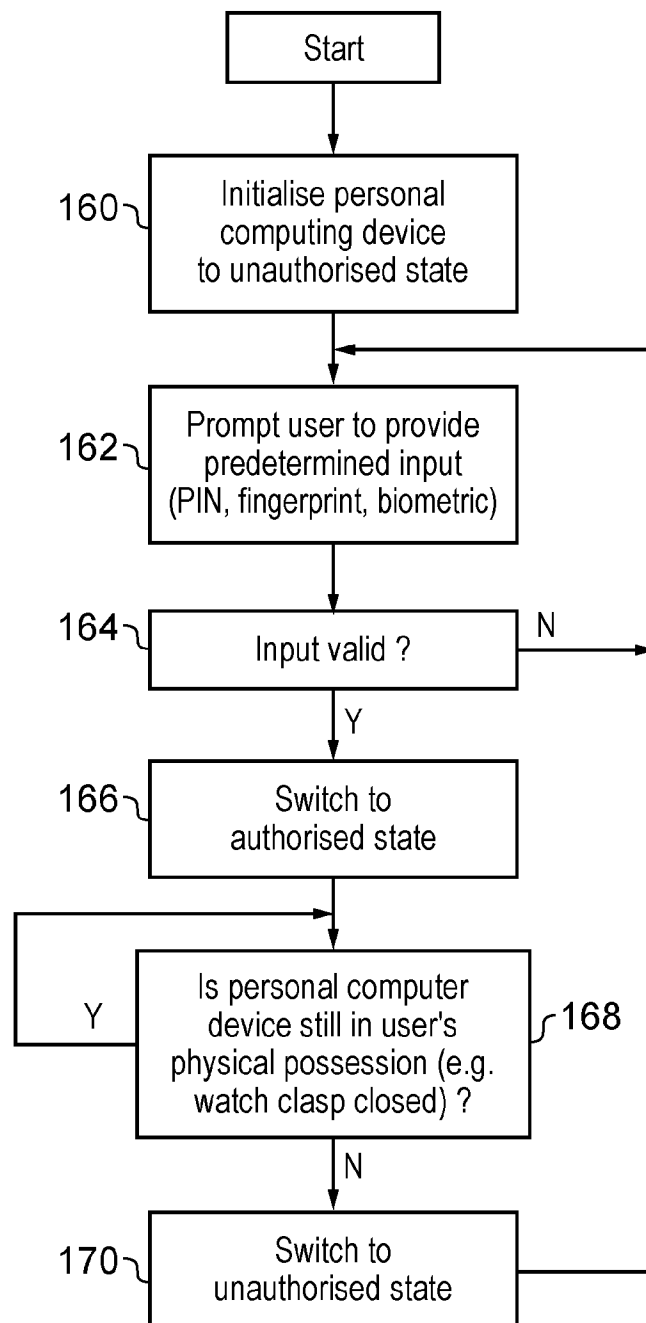 Start
160
Initialise personal
computing device
to unauthorised state
162
Prompt user to provide
predetermined input
(PIN, fingerprint, biometric)
164
Input valid ?
N
Y
166
Switch to
authorised state
Y
Is personal computer
device still in user's
physical possession (e.g.
watch clasp closed) ?
168
N
170
Switch to
unauthorised state